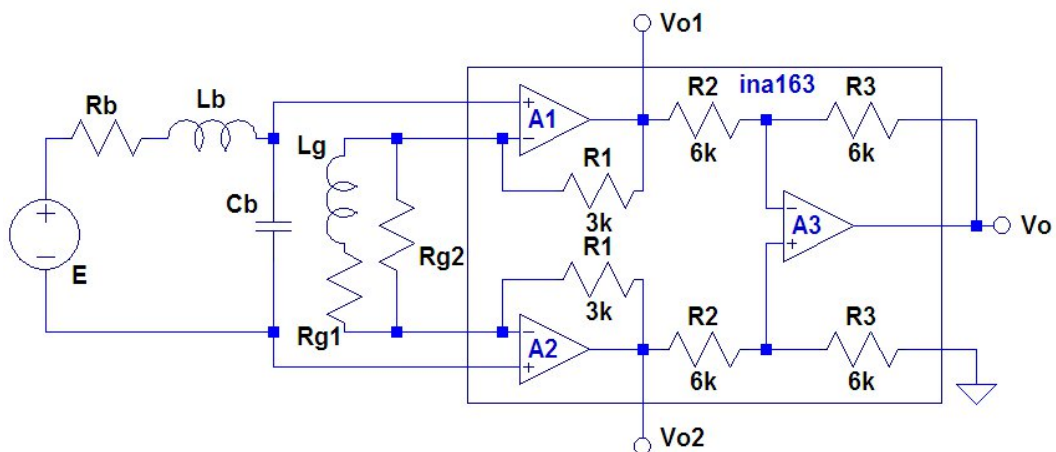 Vo1
ina163
Rb
Lb
R2
R3
+
A1
-
6k
6k
Lg
R1
3k
Cb
-
A3
+
Vo
+
-
E
Rg2
R1
3k
Rg1
-
A2
+
R2
R3
6k
6k
Vo2